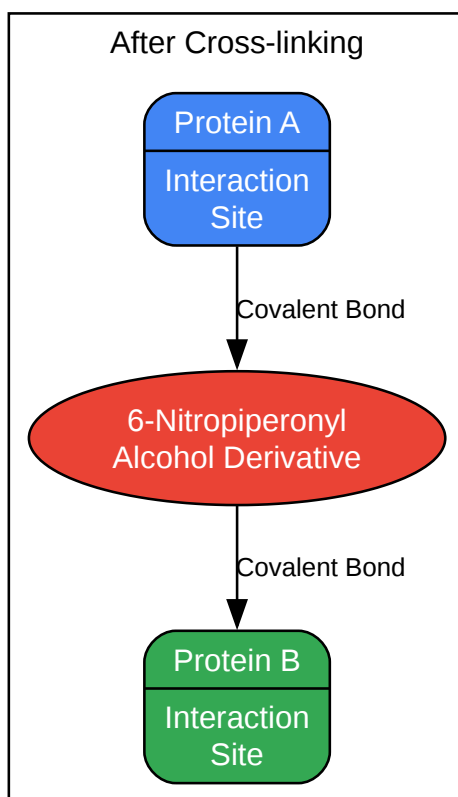 After Cross-linking
Protein A
Interaction
Site
Covalent Bond
6-Nitropiperonyl
Alcohol Derivative
Covalent Bond
Protein B
Interaction
Site